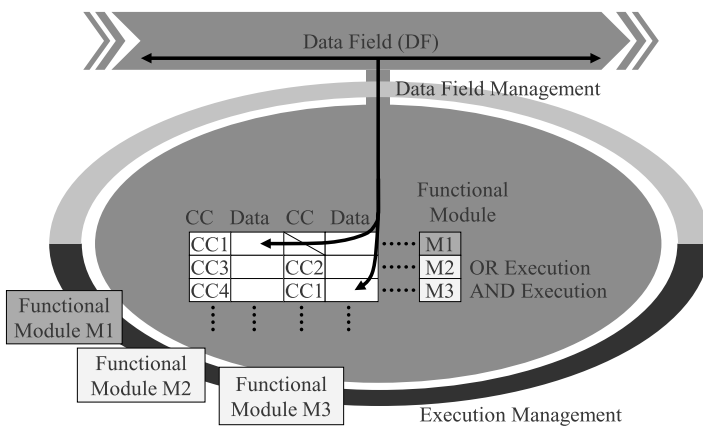 Data Field (DF)
Data Field Management
Functional
Module
CC Data CC Data
CC1 M1
CC3 CC2 M2 OR Execution
CC4 CC1 M3 AND Execution
Functional
Module M1
Functional
Module M2
Functional
Module M3
Execution Management